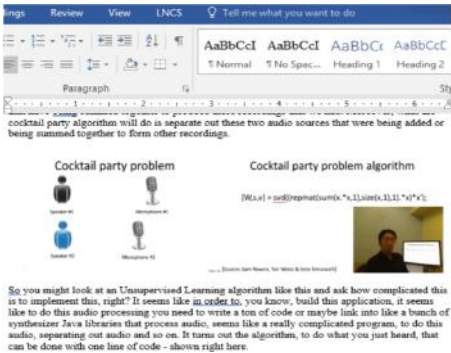 lings Review View LNCS Tell me what you want to do
AaBbCcI AaBbCcI AaBbCc AaBbCcE
¶ Normal ¶ No Spac... Heading 1 Heading 2
Paragraph
1 2 3 4 5 6
cocktail party algorithm will do is separate out these two audio sources that were being added or
being summed together to form other recordings.
Cocktail party problem Cocktail party problem algorithm
[W,s,v] = svd((repmat(sum(x.*x,1),size(x,1),1).*x)*x');
Speaker #1 Microphone #1
Speaker #2 Microphone #2
So you might look at an Unsupervised Learning algorithm like this and ask how complicated this
is to implement this, right? It seems like in order to, you know, build this application, it seems
like to do this audio processing you need to write a ton of code or maybe link into like a bunch of
synthesizer Java libraries that process audio, seems like a really complicated program, to do this
audio, separating out audio and so on. It turns out the algorithm, to do what you just heard, that
can be done with one line of code - shown right here.